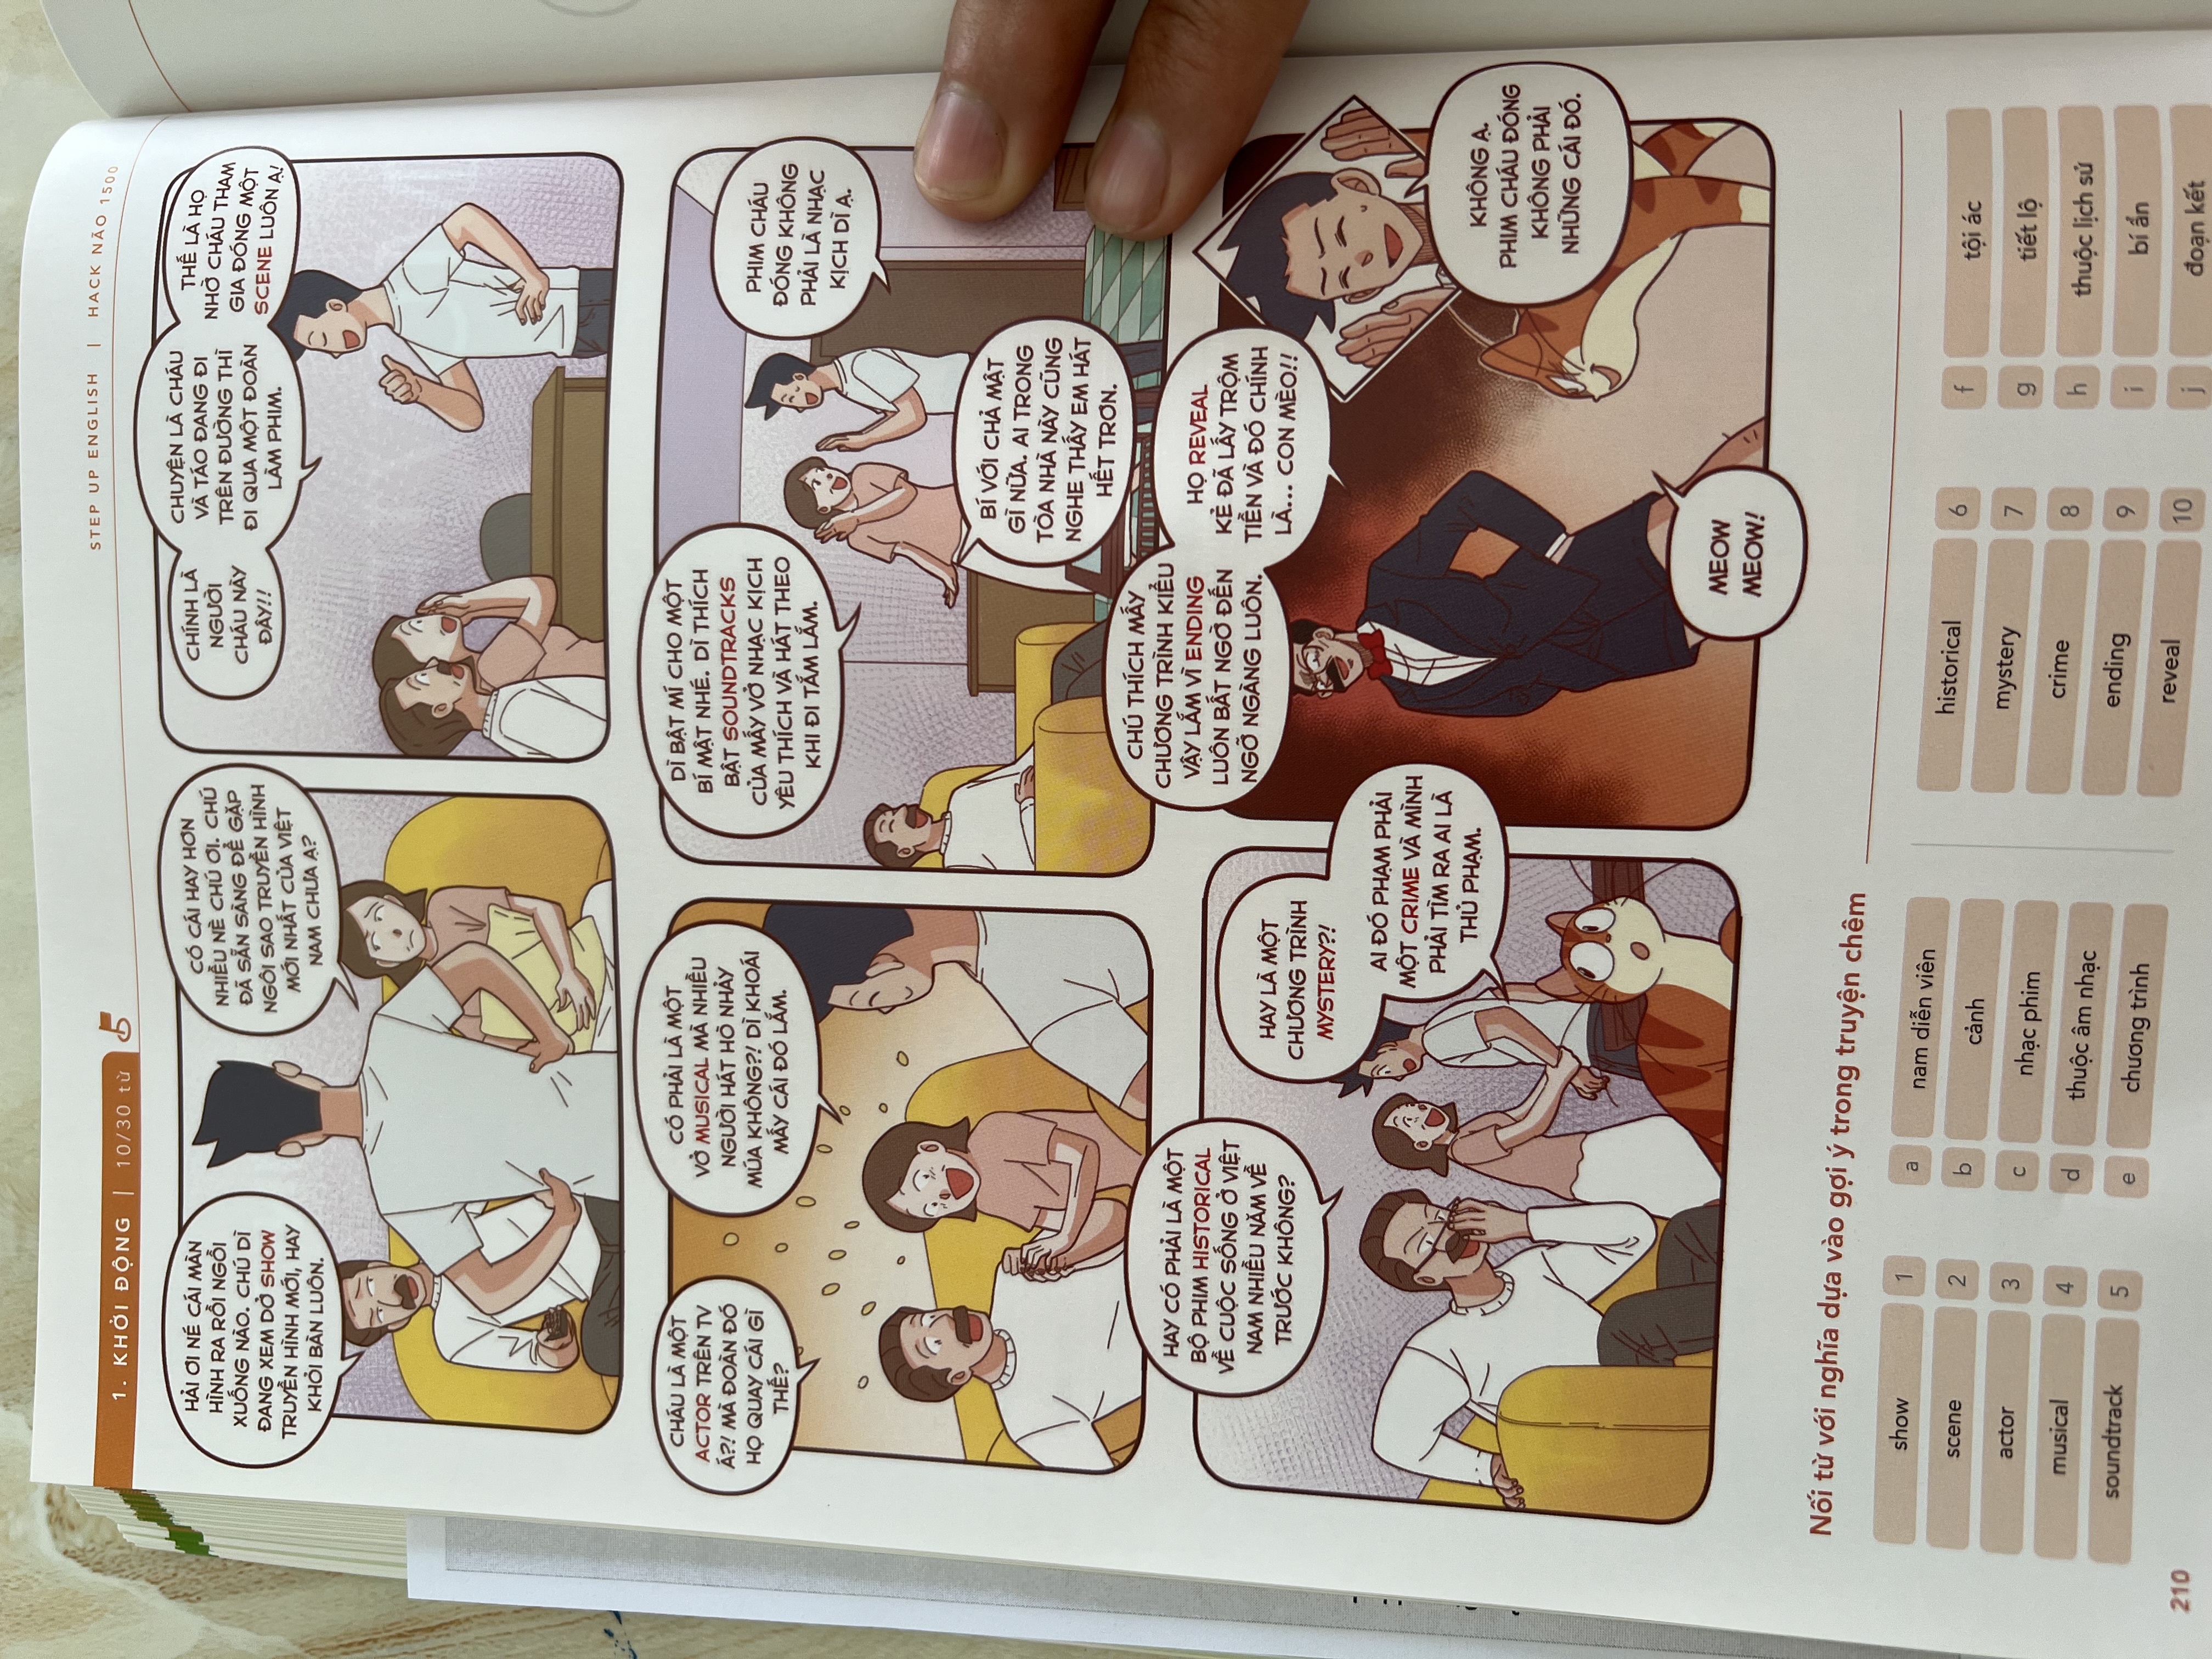 1. KHỞI ĐỘNG | 10/30 từ
STEP UP ENGLISH | HACK NÃO 1500
HẢI ƠI NÉ CÁI MÀN
HÌNH RA RỒI NGỒI
XUỐNG NÀO. CHÚ DÌ
ĐANG XEM DỞ SHOW
TRUYỀN HÌNH MỚI, HAY
KHỎI BÀN LUÔN.
CÓ CÁI HAY HƠN
NHIỀU NÈ CHÚ ƠI. CHÚ
ĐÃ SẴN SÀNG ĐỂ GẶP
NGÔI SAO TRUYỀN HÌNH
MỚI NHẤT CỦA VIỆT
NAM CHƯA Ạ?
CHÍNH LÀ
NGƯỜI
CHÁU NÀY
ĐÂY!!
CHUYỆN LÀ CHÁU
VÀ TÁO ĐANG ĐI
TRÊN ĐƯỜNG THÌ
ĐI QUA MỘT ĐOÀN
LÀM PHIM.
THẾ LÀ HỌ
NHỜ CHÁU THAM
GIA ĐÓNG MỘT
SCENE LUÔN Ạ!
CHÁU LÀ MỘT
ACTOR TRÊN TV
Á?! MÀ ĐOÀN ĐÓ
HỌ QUAY CÁI GÌ
THẾ?
CÓ PHẢI LÀ MỘT
VỞ MUSICAL MÀ NHIỀU
NGƯỜI HÁT HÒ NHẢY
MÚA KHÔNG?! DÌ KHOÁI
MẤY CÁI ĐÓ LẮM.
DÌ BẬT MÍ CHO MỘT
BÍ MẬT NHÉ. DÌ THÍCH
BẬT SOUNDTRACKS
CỦA MẤY VỞ NHẠC KỊCH
YÊU THÍCH VÀ HÁT THEO
KHI ĐI TẮM LẮM.
PHIM CHÁU
ĐÓNG KHÔNG
PHẢI LÀ NHẠC
KỊCH DÌ Ạ.
BÍ VỚI CHẢ MẬT
GÌ NỮA. AI TRONG
TÒA NHÀ NÀY CŨNG
NGHE THẤY EM HÁT
HẾT TRƠN.
HAY CÓ PHẢI LÀ MỘT
BỘ PHIM HISTORICAL
VỀ CUỘC SỐNG Ở VIỆT
NAM NHIỀU NĂM VỀ
TRƯỚC KHÔNG?
HAY LÀ MỘT
CHƯƠNG TRÌNH
MYSTERY?!
AI ĐÓ PHẠM PHẢI
MỘT CRIME VÀ MÌNH
PHẢI TÌM RA AI LÀ
THỦ PHẠM.
CHÚ THÍCH MẤY
CHƯƠNG TRÌNH KIỂU
VẬY LẮM VÌ ENDING
LUÔN BẤT NGỜ ĐẾN
NGỠ NGÀNG LUÔN.
HỌ REVEAL
KẺ ĐÃ LẤY TRỘM
TIỀN VÀ ĐÓ CHÍNH
LÀ... CON MÈO!!
KHÔNG Ạ.
PHIM CHÁU ĐÓNG
KHÔNG PHẢI
NHỮNG CÁI ĐÓ.
MEOW
MEOW!
Nối từ với nghĩa dựa vào gợi ý trong truyện chêm
show 1 a nam diễn viên
scene 2 b cảnh
actor 3 c nhạc phim
musical 4 d thuộc âm nhạc
soundtrack 5 e chương trình
historical 6 f tội ác
mystery 7 g tiết lộ
crime 8 h thuộc lịch sử
ending 9 i bí ẩn
reveal 10 j đoạn kết
210